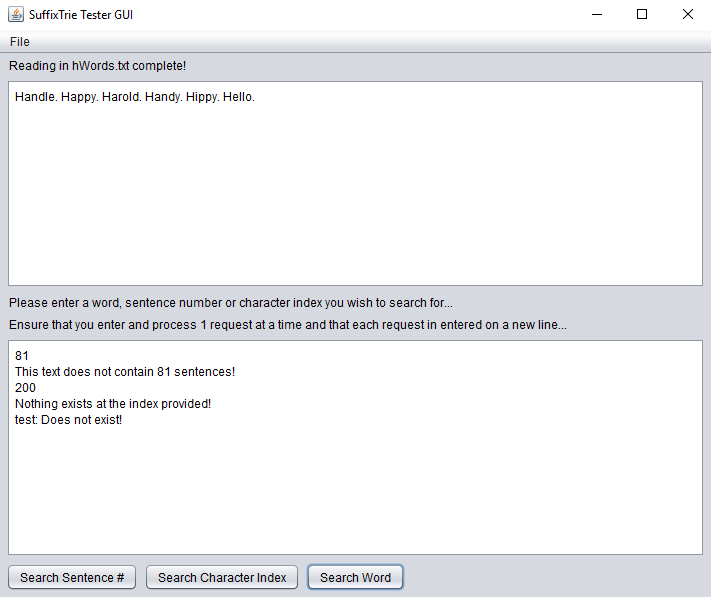 SuffixTrie Tester GUI
File
Reading in hWords.txt complete!
Handle. Happy. Harold. Handy. Hippy. Hello.
Please enter a word, sentence number or character index you wish to search for...
Ensure that you enter and process 1 request at a time and that each request in entered on a new line...
81
This text does not contain 81 sentences!
200
Nothing exists at the index provided!
test: Does not exist!
Search Sentence #
Search Character Index
Search Word